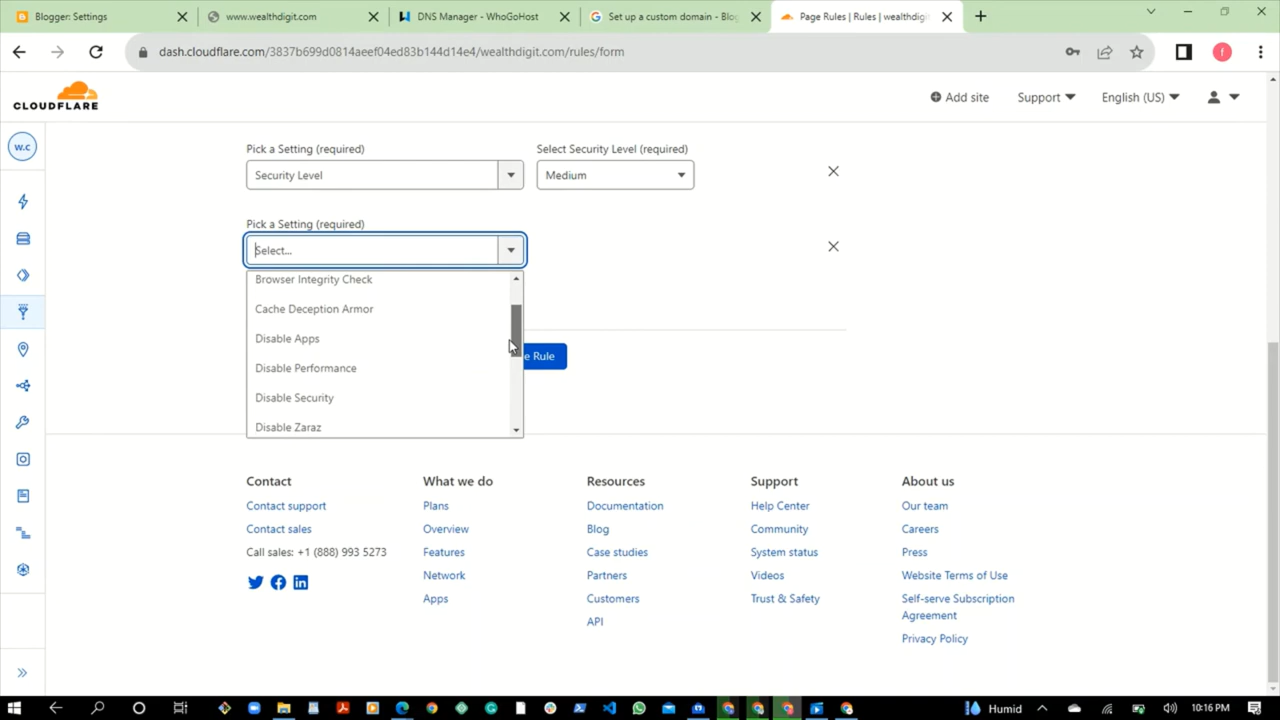 Blogger: Settings
www.wealthdigit.com
DNS Manager - WhoGoHost
Set up a custom domain - Blog
Page Rules | Rules | wealthdigit
dash.cloudflare.com/3837b699d0814aeef04ed83b144d14e4/wealthdigit.com/rules/form
f
CLOUDFLARE
Add site
Support
English (US)
w.c
Pick a Setting (required)
Select Security Level (required)
Security Level
Medium
Pick a Setting (required)
Select...
Browser Integrity Check
Cache Deception Armor
Disable Apps
Disable Performance
Disable Security
Disable Zaraz
e Rule
Contact
What we do
Resources
Support
About us
Contact support
Plans
Documentation
Help Center
Our team
Contact sales
Overview
Blog
Community
Careers
Call sales: +1 (888) 993 5273
Features
Case studies
System status
Press
Network
Partners
Videos
Website Terms of Use
Apps
Customers
Trust & Safety
Self-serve Subscription
Agreement
API
Privacy Policy
Humid
10:16 PM